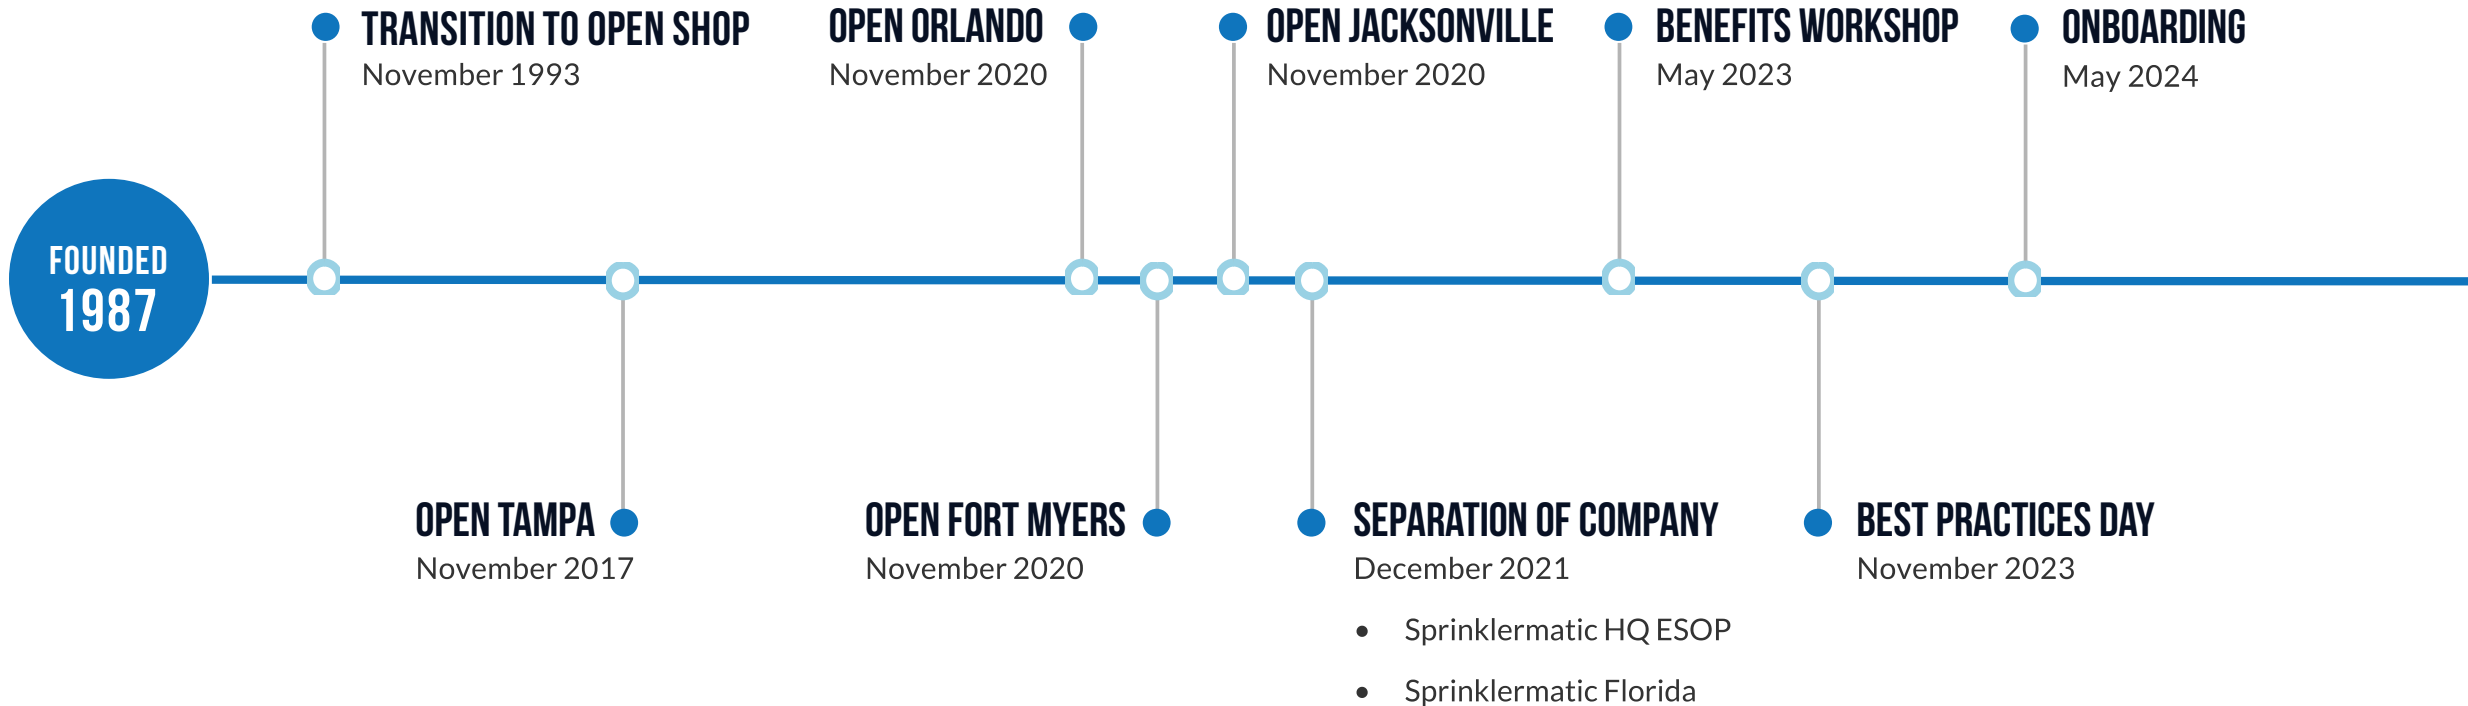 FOUNDED
1987
TRANSITION TO OPEN SHOP
November 1993
OPEN TAMPA
November 2017
OPEN ORLANDO
November 2020
OPEN FORT MYERS
November 2020
OPEN JACKSONVILLE
November 2020
SEPARATION OF COMPANY
December 2021
• Sprinklermatic HQ ESOP
• Sprinklermatic Florida
BENEFITS WORKSHOP
May 2023
BEST PRACTICES DAY
November 2023
ONBOARDING
May 2024